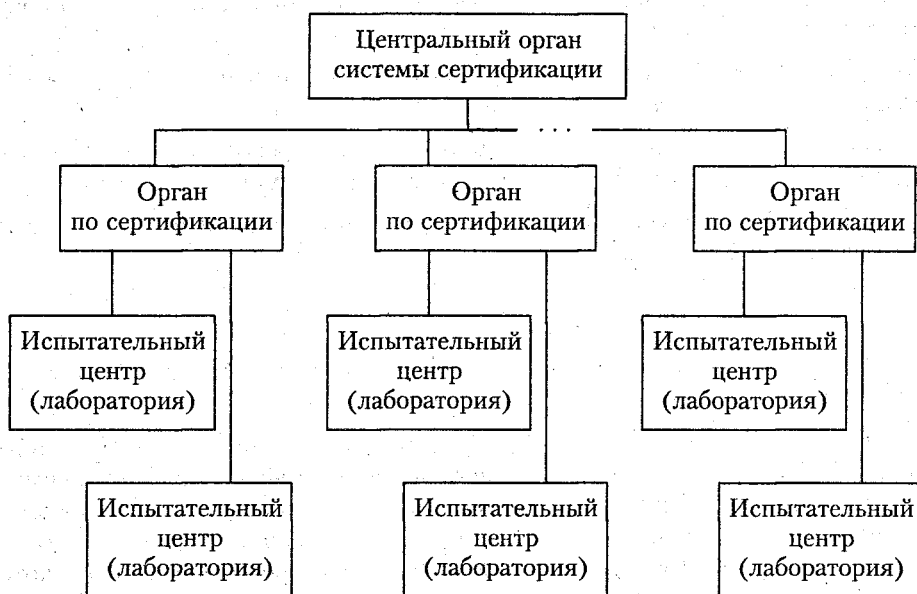 Центральный орган
системы сертификации
. . .
Орган
по сертификации
Орган
по сертификации
Орган
по сертификации
Испытательный
центр
(лаборатория)
Испытательный
центр
(лаборатория)
Испытательный
центр
(лаборатория)
Испытательный
центр
(лаборатория)
Испытательный
центр
(лаборатория)
Испытательный
центр
(лаборатория)